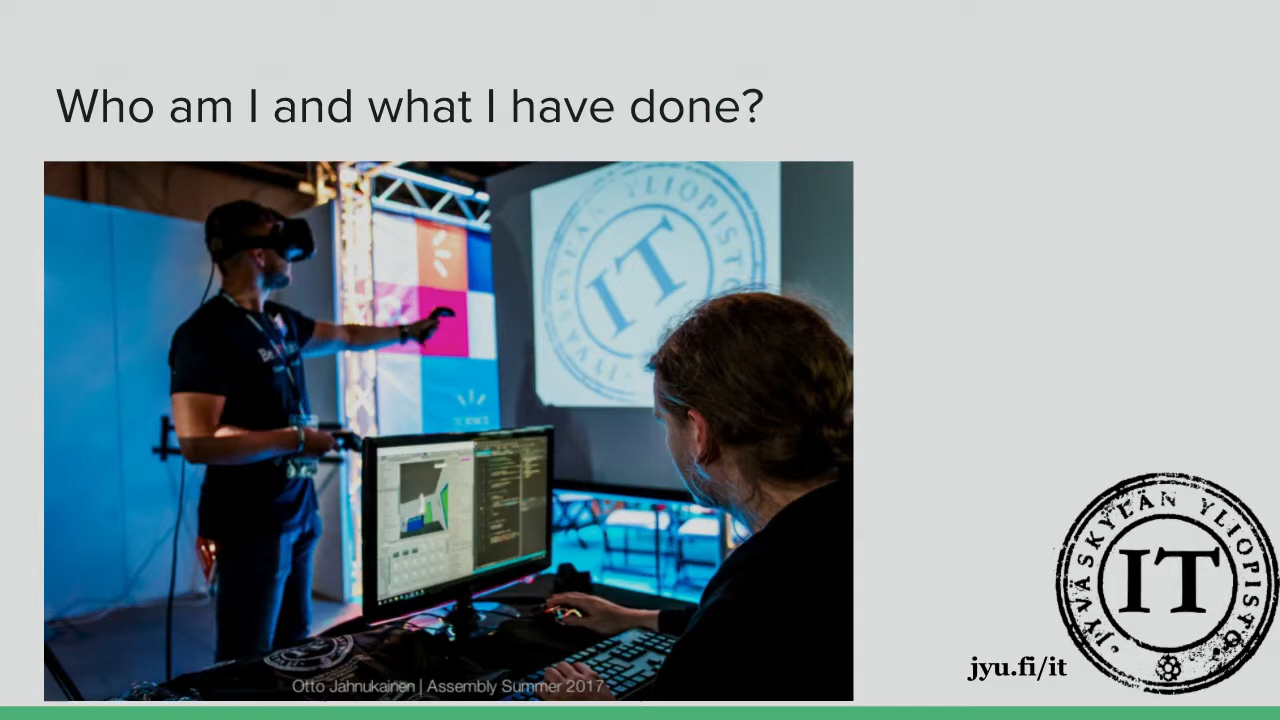 Who am I and what I have done?
JYVÄSKYLÄN YLIOPISTO
IT
Otto Jahnukainen | Assembly Summer 2017
JYVÄSKYLÄN YLIOPISTO
IT
jyu.fi/it